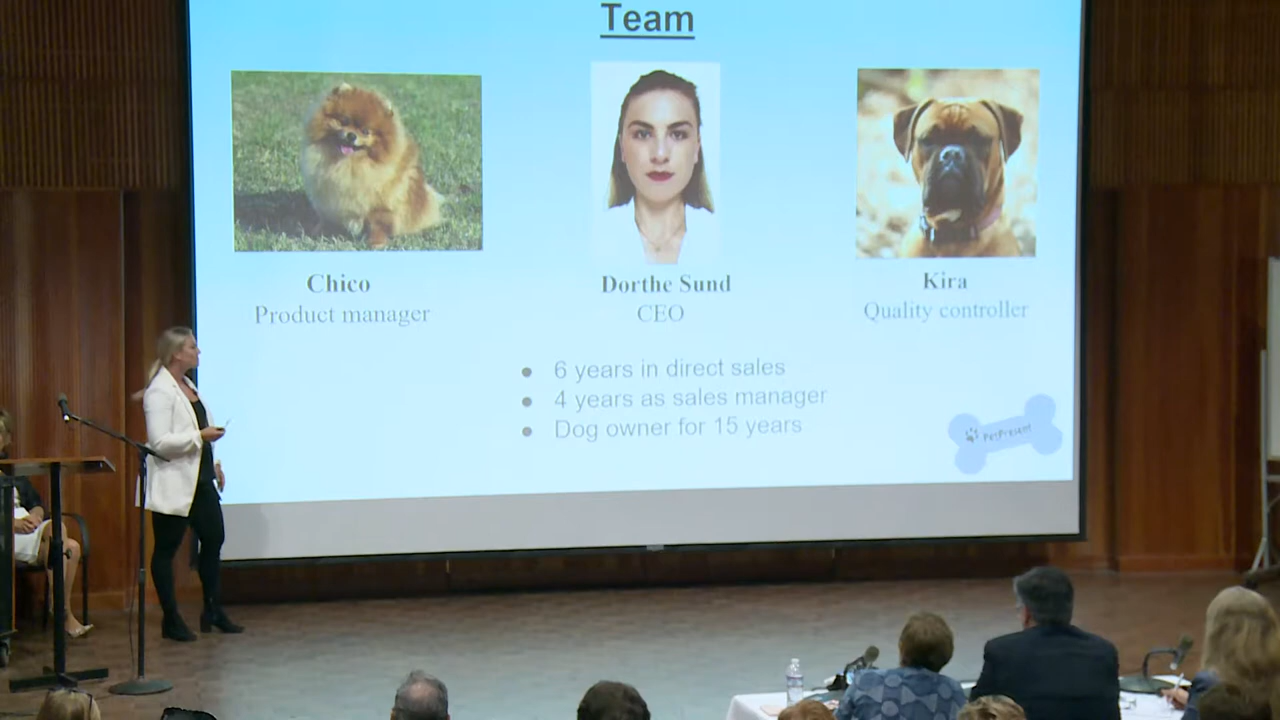 Team
Chico
Product manager
Dorthe Sund
CEO
Kira
Quality controller
6 years in direct sales
4 years as sales manager
Dog owner for 15 years
PetPresent